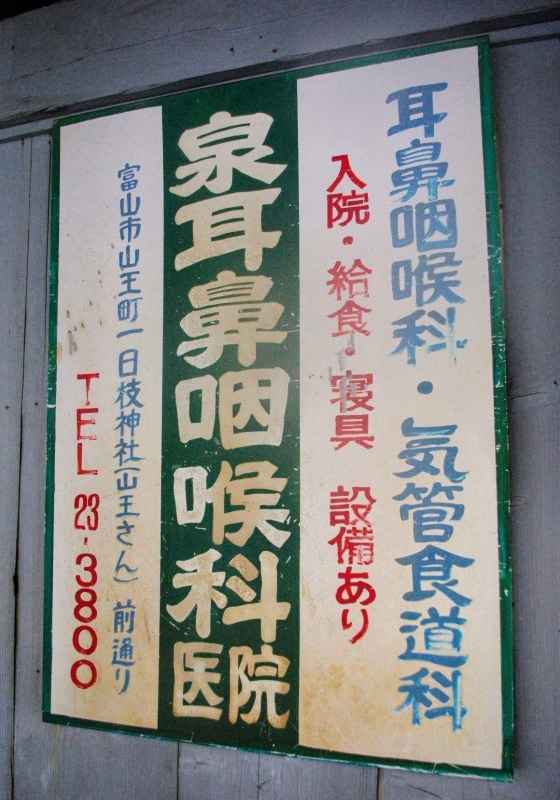 耳鼻咽喉科・気管食道科
入院・給食・寝具 設備あり
泉耳鼻咽喉科医院
富山市山王町一日枝神社(山王さん)前通り
TEL 23-3800